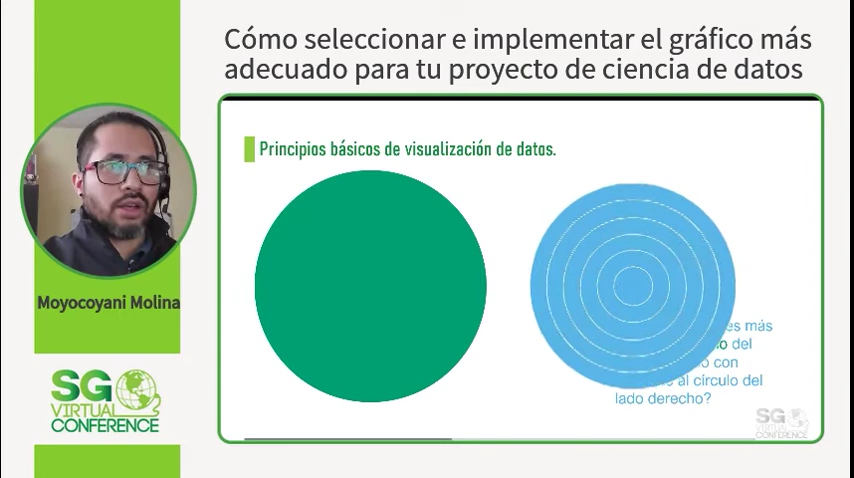 Cómo seleccionar e implementar el gráfico más
adecuado para tu proyecto de ciencia de datos
Principios básicos de visualización de datos.
es más
del
con
al círculo del
lado derecho?
Moyocoyani Molina
SG
VIRTUAL
CONFERENCE
SG
VIRTUAL
CONFERENCE